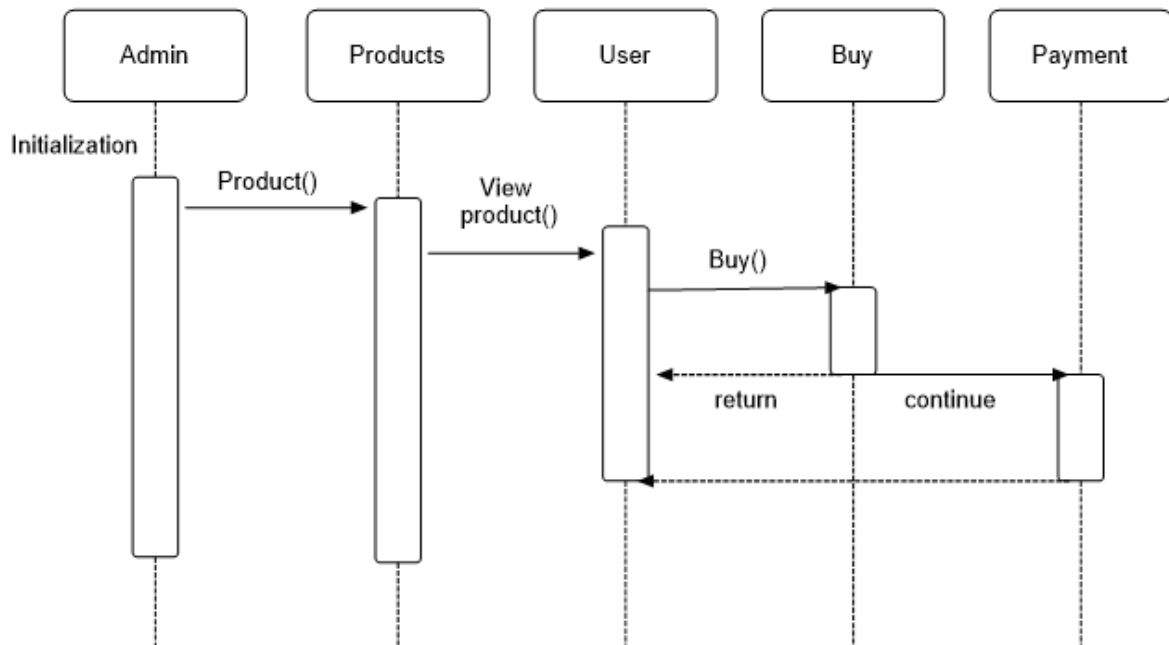 Admin
Products
User
Buy
Payment
Initialization
Product()
View
product()
Buy()
return
continue